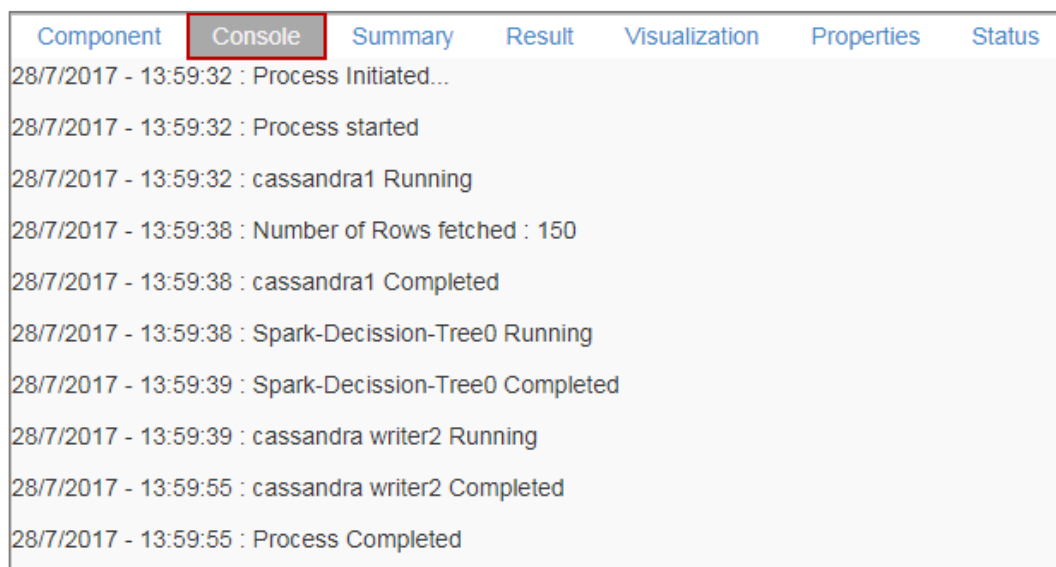 Component Console Summary Result Visualization Properties Status
28/7/2017 - 13:59:32 : Process Initiated...
28/7/2017 - 13:59:32 : Process started
28/7/2017 - 13:59:32 : cassandra1 Running
28/7/2017 - 13:59:38 : Number of Rows fetched : 150
28/7/2017 - 13:59:38 : cassandra1 Completed
28/7/2017 - 13:59:38 : Spark-Decission-Tree0 Running
28/7/2017 - 13:59:39 : Spark-Decission-Tree0 Completed
28/7/2017 - 13:59:39 : cassandra writer2 Running
28/7/2017 - 13:59:55 : cassandra writer2 Completed
28/7/2017 - 13:59:55 : Process Completed